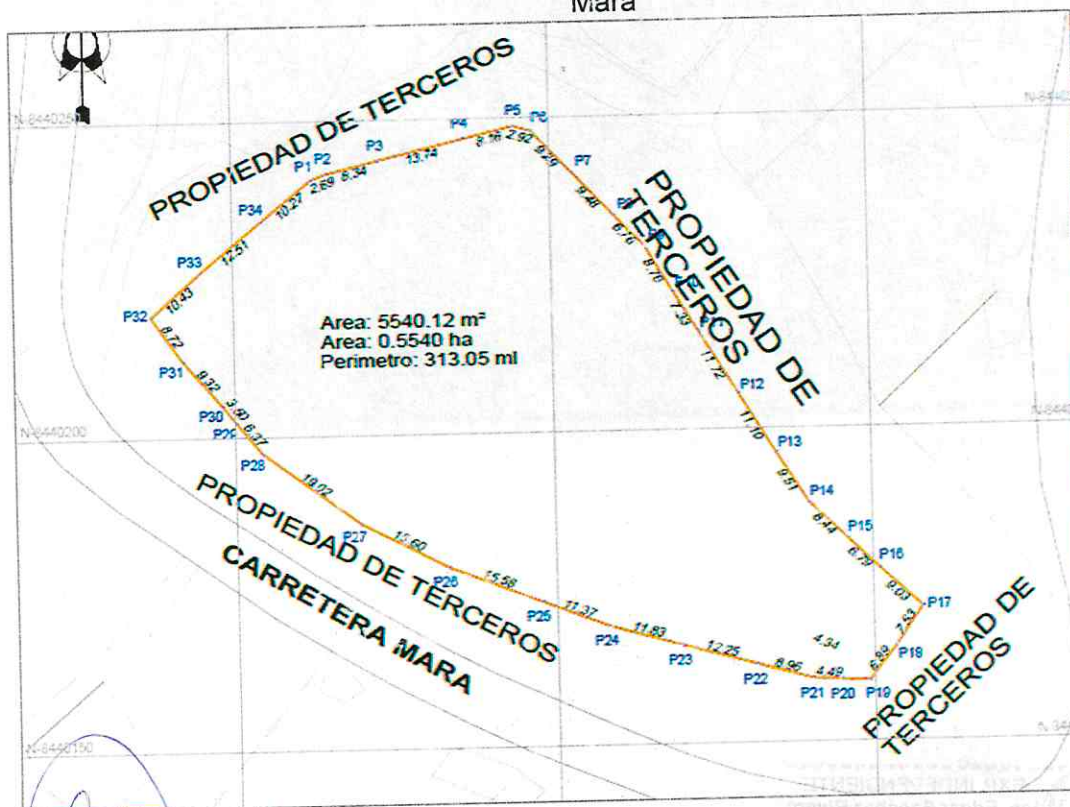 Mara
PROPIEDAD DE TERCEROS
N-8440250
P1
P2
P3
P4
P5
P6
P7
2.69
8.34
13.74
8.16
2.92
9.29
9.48
6.76
8.76
7.33
11.72
PROPIEDAD DE
TERCEROS
P34
10.27
12.51
P33
10.43
P32
8.72
P31
9.32
P30
3.60
6.37
P28
N-8440200
Area: 5540.12 m²
Area: 0.5540 ha
Perimetro: 313.05 ml
P12
11.10
P13
9.51
P14
8.44
P15
6.79
P16
9.03
P17
7.53
P18
6.89
P19
19.02
P27
P26
15.56
P25
11.37
P24
11.83
P23
12.25
P22
6.96
P21
4.49
P20
4.34
PROPIEDAD DE TERCEROS
CARRETERA MARA
PROPIEDAD DE
TERCEROS
N-8440150